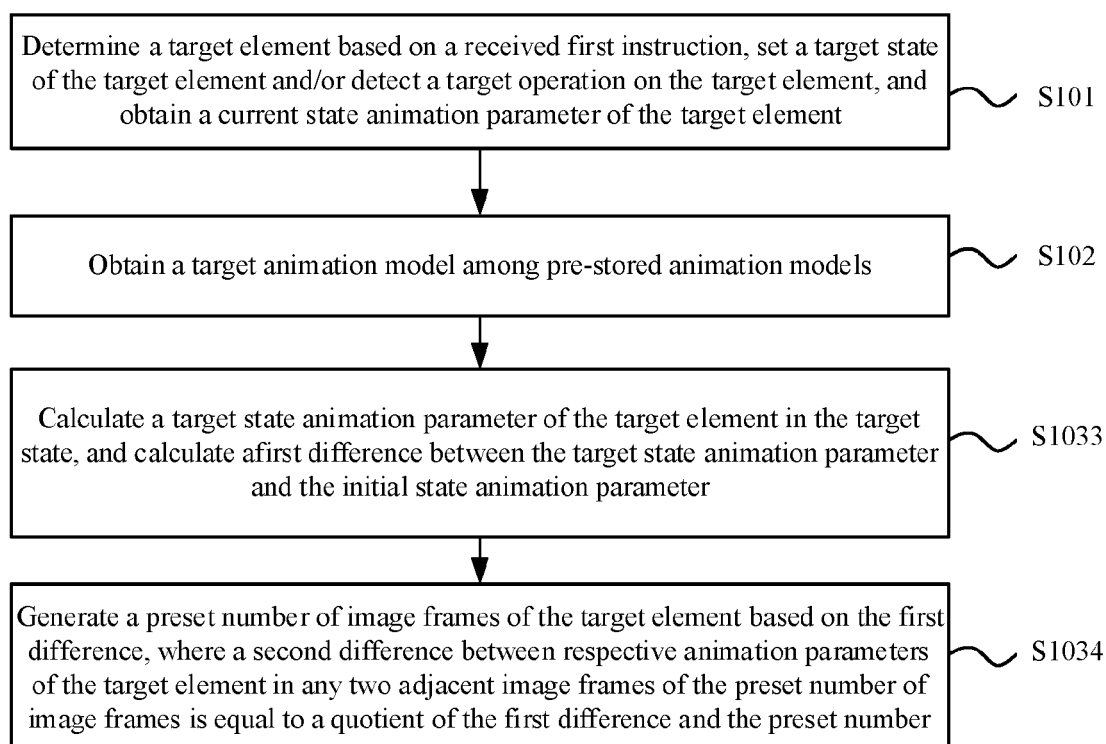 Determine a target element based on a received first instruction, set a target state
of the target element and/or detect a target operation on the target element, and
obtain a current state animation parameter of the target element
S101
Obtain a target animation model among pre-stored animation models
S102
Calculate a target state animation parameter of the target element in the target
state, and calculate afirst difference between the target state animation parameter
and the initial state animation parameter
S1033
Generate a preset number of image frames of the target element based on the first
difference, where a second difference between respective animation parameters
of the target element in any two adjacent image frames of the preset number of
image frames is equal to a quotient of the first difference and the preset number
S1034